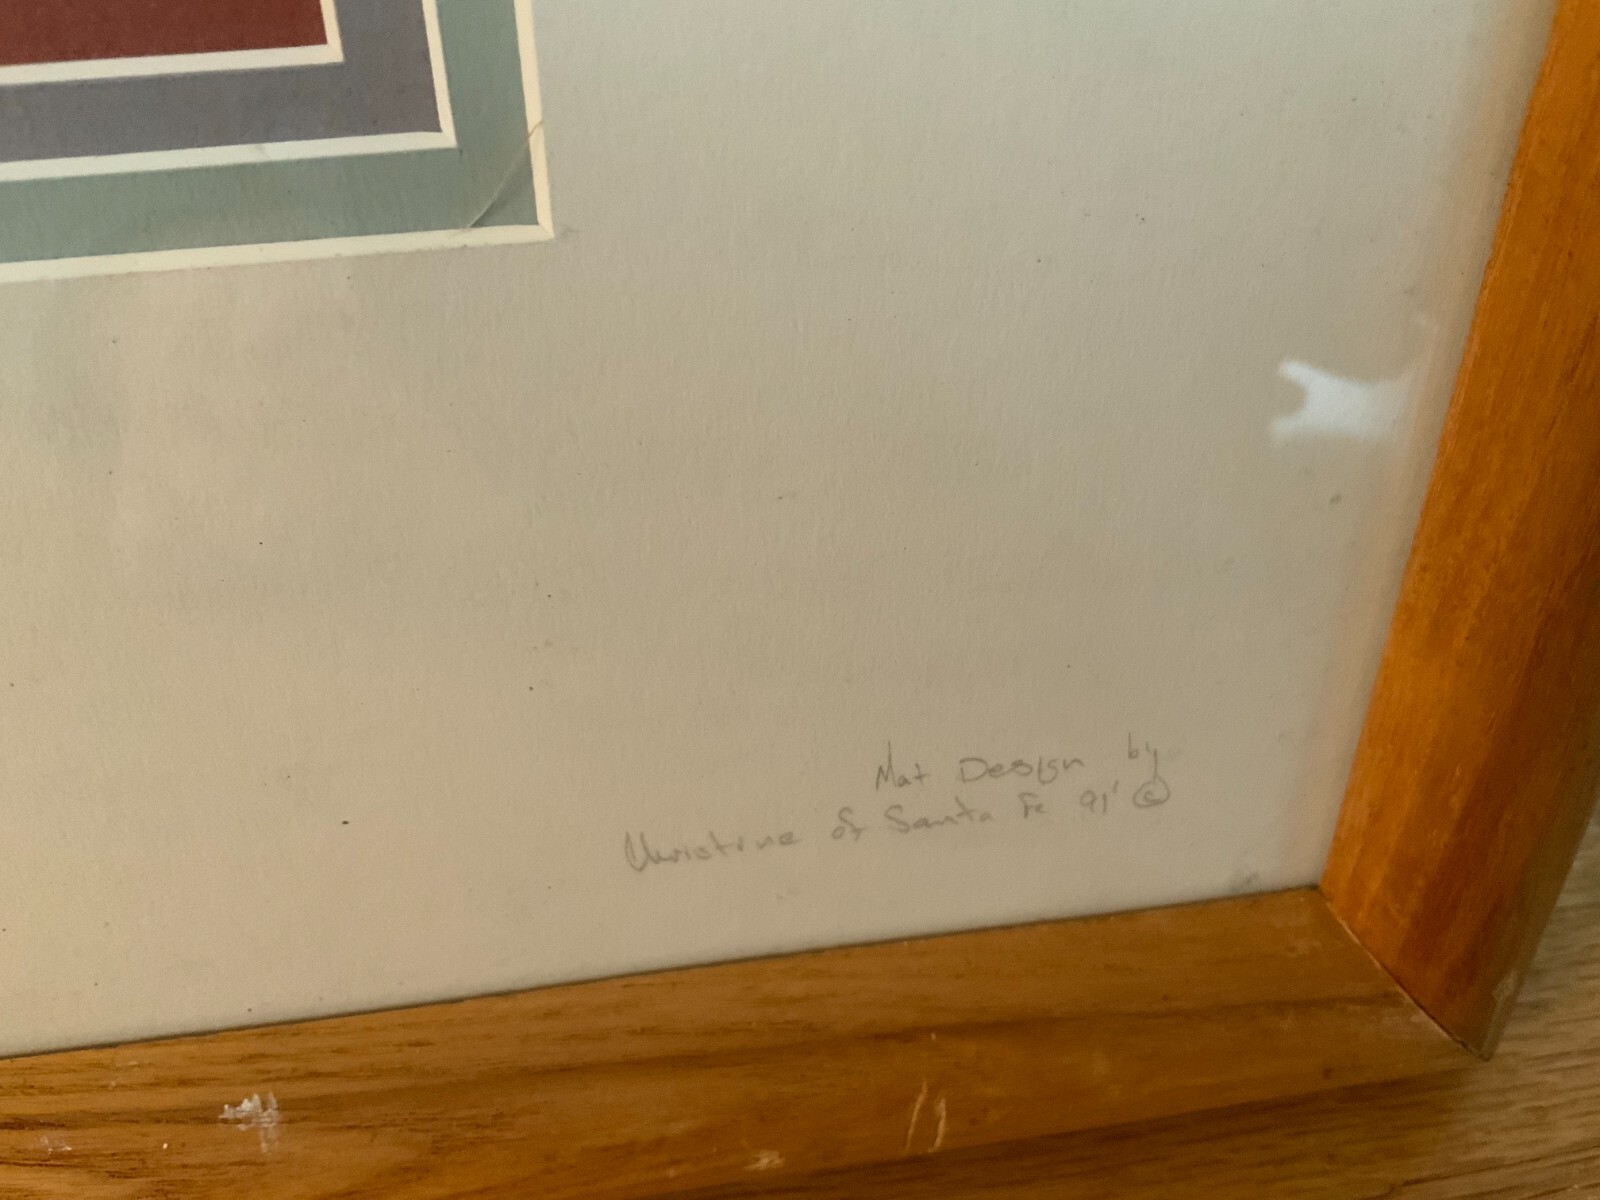 Mat Design by
Christine of Santa Fe 91' ©